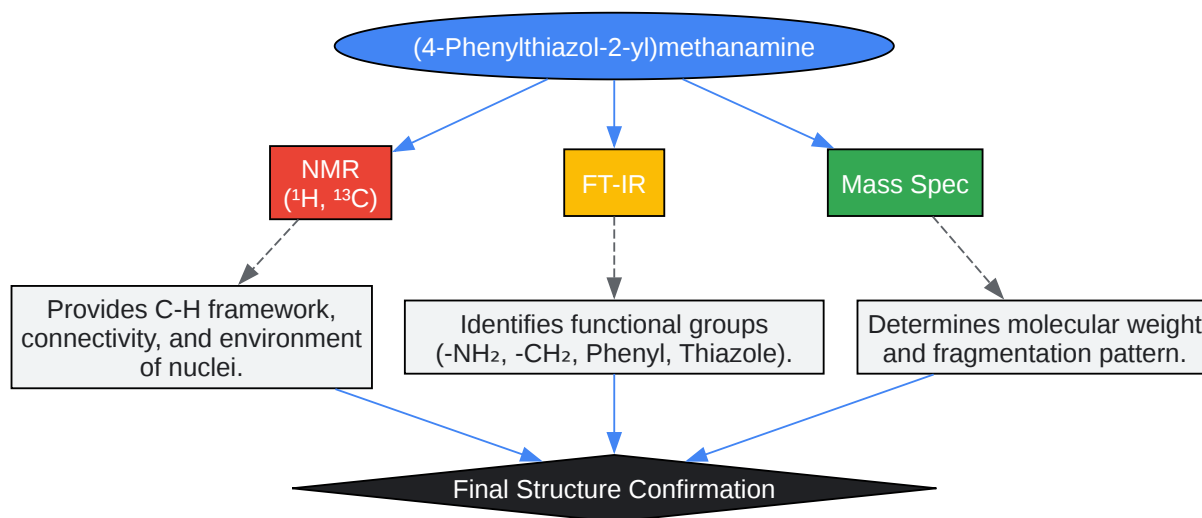 (4-Phenylthiazol-2-yl)methanamine
NMR
(¹H, ¹³C)
FT-IR
Mass Spec
Provides C-H framework,
connectivity, and environment
of nuclei.
Identifies functional groups
(-NH₂, -CH₂, Phenyl, Thiazole).
Determines molecular weight
and fragmentation pattern.
Final Structure Confirmation